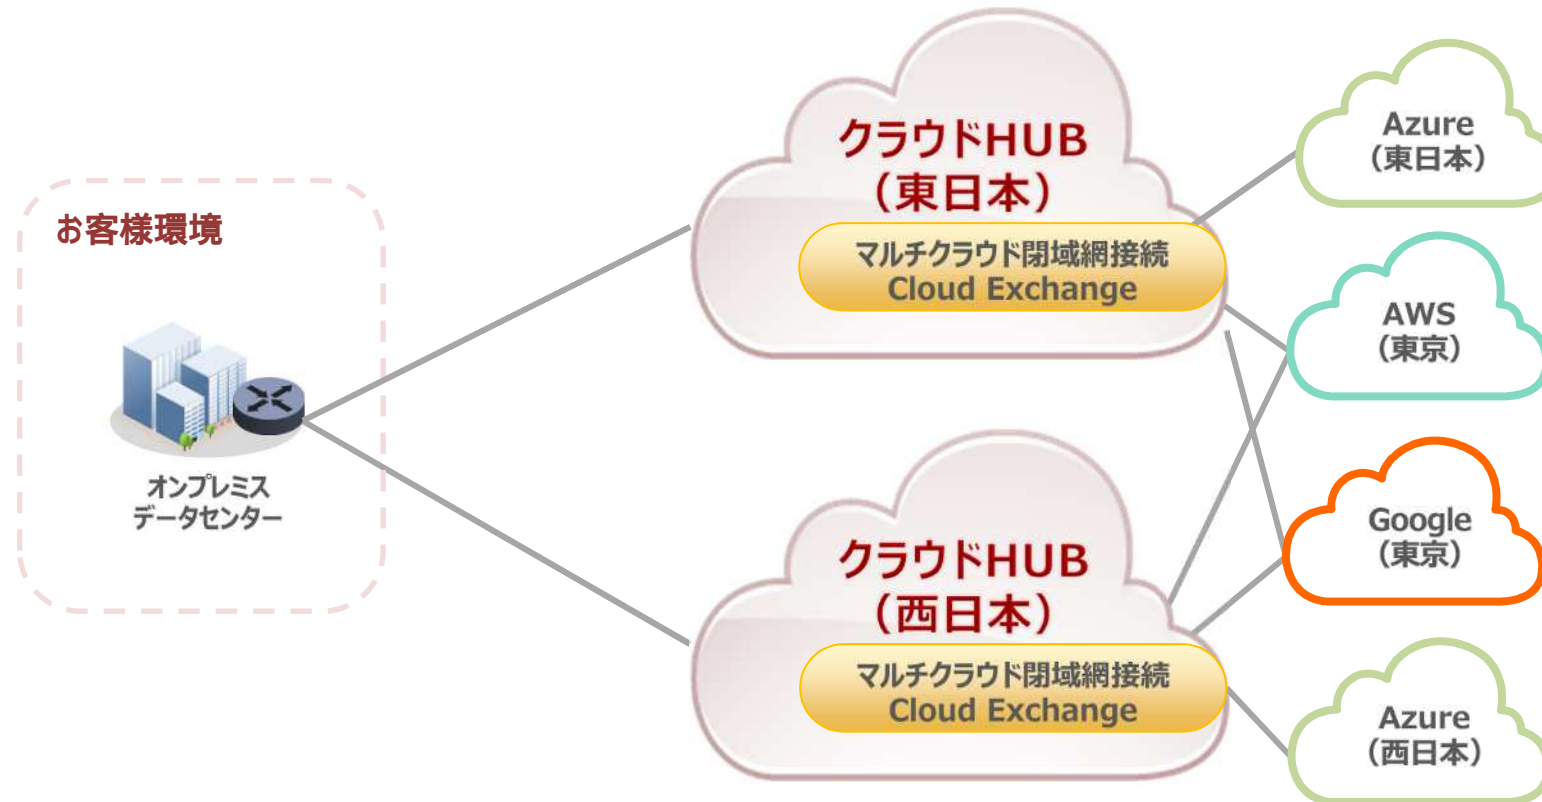 お客様環境
オンプレミス
データセンター
クラウドHUB
（東日本）
マルチクラウド閉域網接続
Cloud Exchange
クラウドHUB
（西日本）
マルチクラウド閉域網接続
Cloud Exchange
Azure
（東日本）
AWS
（東京）
Google
（東京）
Azure
（西日本）